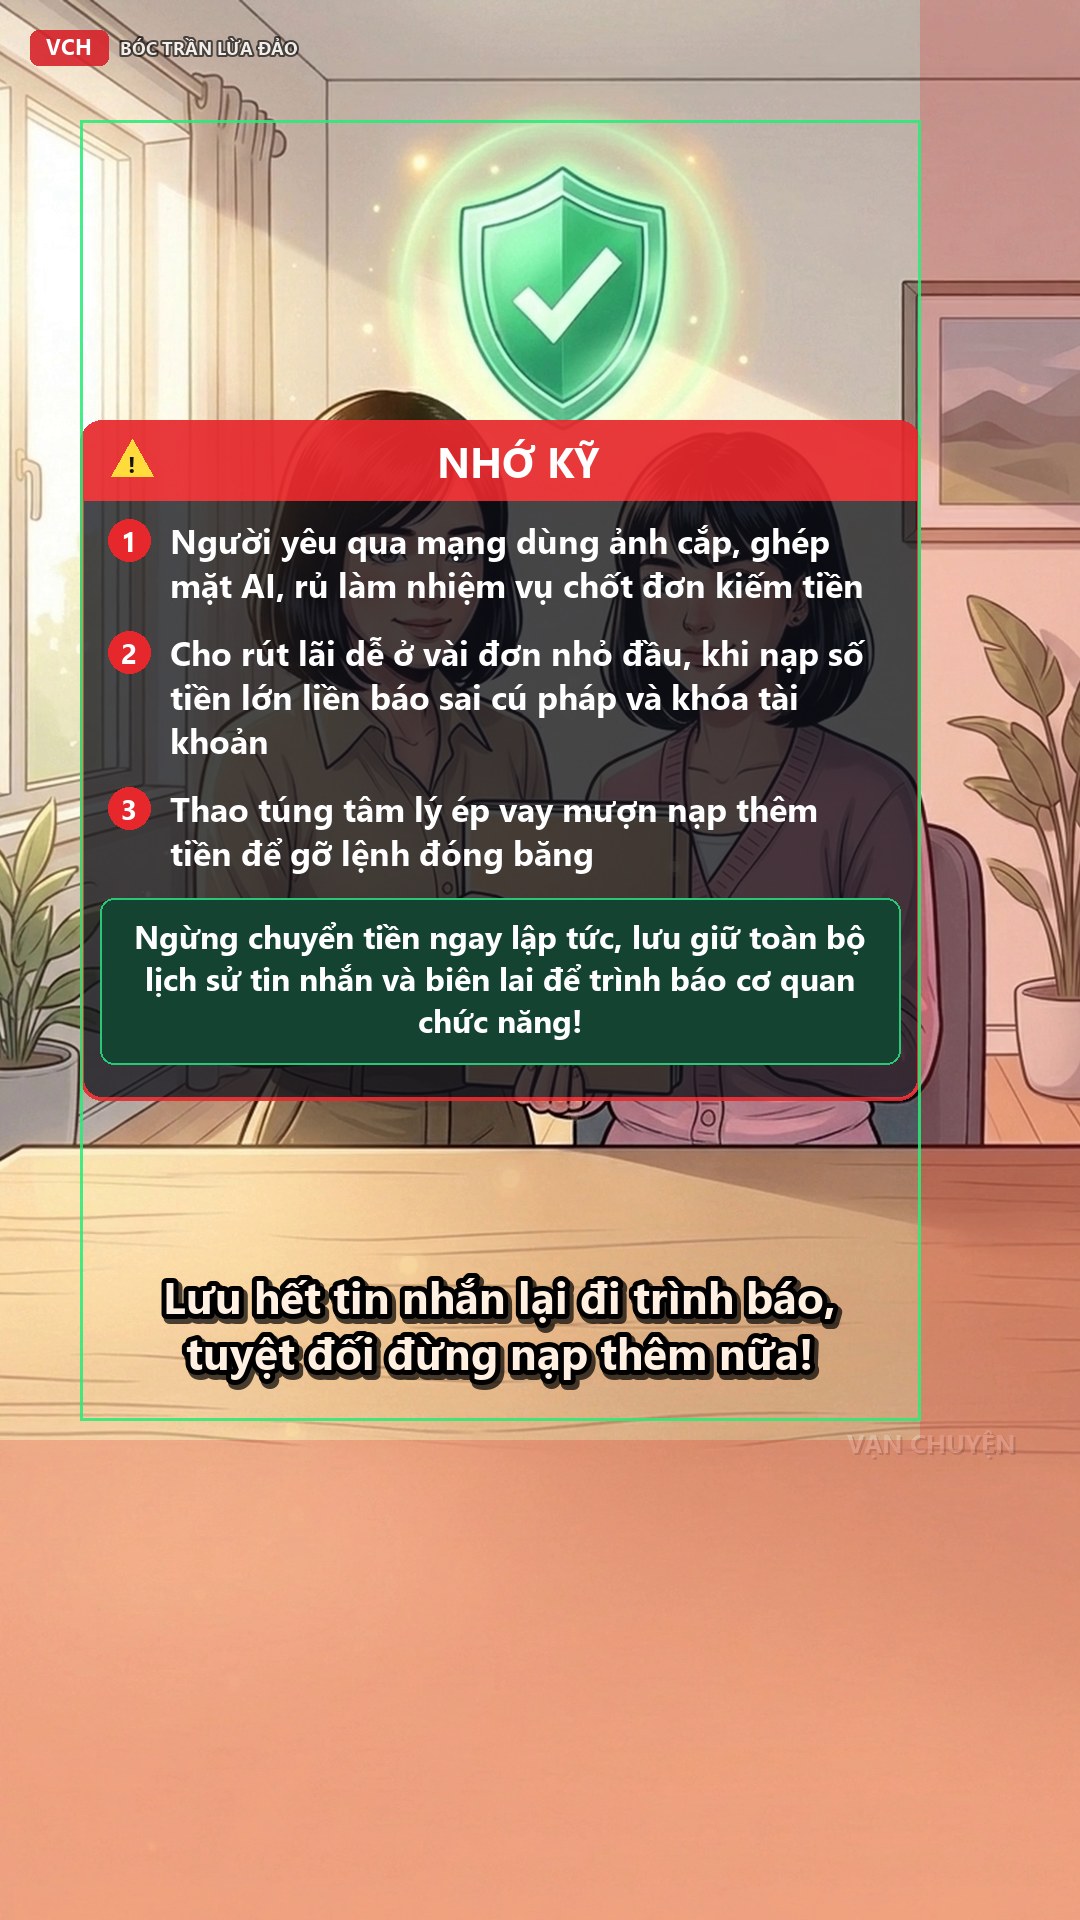 VCH BÓC TRẦN LỪA ĐẢO
NHỚ KỸ
1 Người yêu qua mạng dùng ảnh cắp, ghép
mặt AI, rủ làm nhiệm vụ chốt đơn kiếm tiền
2 Cho rút lãi dễ ở vài đơn nhỏ đầu, khi nạp số
tiền lớn liền báo sai cú pháp và khóa tài
khoản
3 Thao túng tâm lý ép vay mượn nạp thêm
tiền để gỡ lệnh đóng băng
Ngừng chuyển tiền ngay lập tức, lưu giữ toàn bộ
lịch sử tin nhắn và biên lai để trình báo cơ quan
chức năng!
Lưu hết tin nhắn lại đi trình báo,
tuyệt đối đừng nạp thêm nữa!
VẠN CHUYỆN